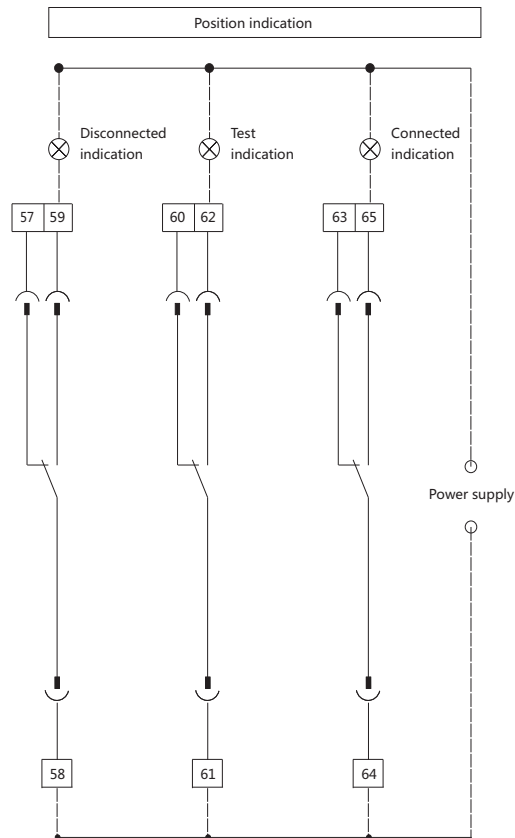 Position indication
Disconnected
indication
Test
indication
Connected
indication
57 59
60 62
63 65
Power supply
58
61
64